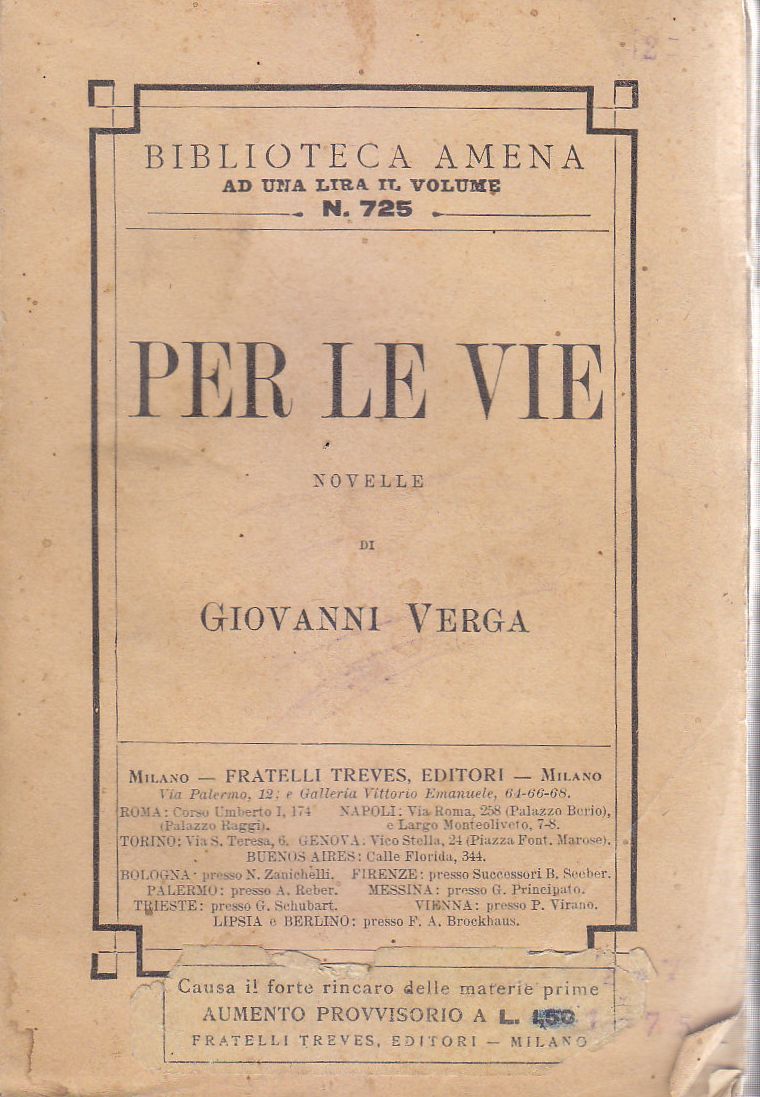 BIBLIOTECA AMENA
AD UNA LIRA IL VOLUME
N. 725
PER LE VIE
NOVELLE
DI
GIOVANNI VERGA
MILANO — FRATELLI TREVES, EDITORI — MILANO
Via Palermo, 12; e Galleria Vittorio Emanuele, 64-66-68.
ROMA: Corso Umberto I, 174 NAPOLI: Via Roma, 258 (Palazzo Berio),
(Palazzo Raggi). e Largo Monteoliveto, 7-8.
TORINO: Via S. Teresa, 6. GENOVA: Vico Stella, 24 (Piazza Font. Marose).
BUENOS AIRES: Calle Florida, 344.
BOLOGNA: presso N. Zanichelli. FIRENZE: presso Successori B. Seeber.
PALERMO: presso A. Reber. MESSINA: presso G. Principato.
TRIESTE: presso G. Schubart. VIENNA: presso P. Virano.
LIPSIA e BERLINO: presso F. A. Brockhaus.
Causa il forte rincaro delle materie prime
AUMENTO PROVVISORIO A L. 1,50
FRATELLI TREVES, EDITORI — MILANO